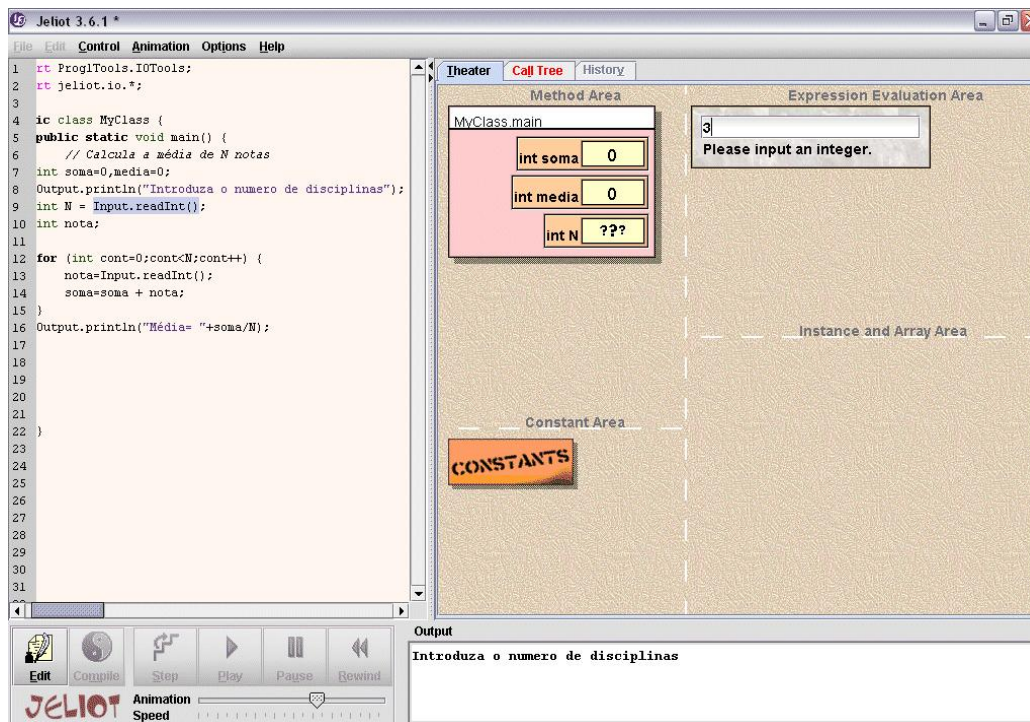 Jeliot 3.6.1 *
File Edit Control Animation Options Help
1 rt Prog1Tools.IOTools;
2 rt jeliot.io.*;
3
4 ic class MyClass {
5 public static void main() {
6 // Calcula a média de N notas
7 int soma=0,media=0;
8 Output.println("Introduza o numero de disciplinas");
9 int N = Input.readInt();
10 int nota;
11
12 for (int cont=0;cont<N;cont++) {
13 nota=Input.readInt();
14 soma=soma + nota;
15 }
16 Output.println("Média= "+soma/N);
17
18
19
20
21
22 }
23
24
25
26
27
28
29
30
31
Theater Call Tree History
Method Area
MyClass.main
int soma 0
int media 0
int N ???
Expression Evaluation Area
3
Please input an integer.
Instance and Array Area
Constant Area
CONSTANTS
Edit Compile Step Play Pause Rewind
JELIOT
Animation
Speed
Output
Introduza o numero de disciplinas